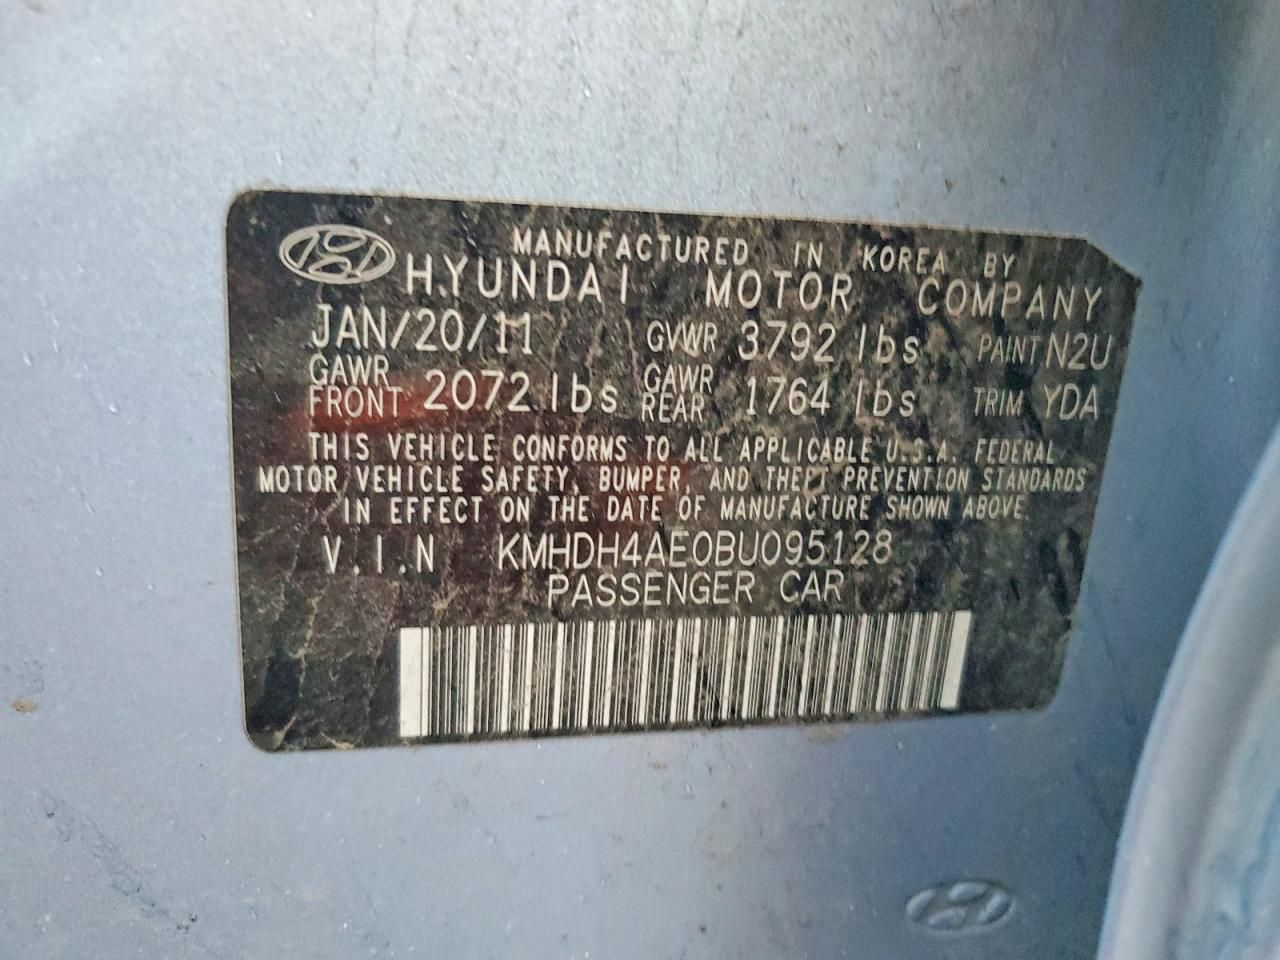 MANUFACTURED IN KOREA BY
HYUNDAI MOTOR COMPANY
JAN/20/11 GVWR 3792 lbs PAINT N2U
GAWR FRONT 2072 lbs GAWR REAR 1764 lbs TRIM YDA
THIS VEHICLE CONFORMS TO ALL APPLICABLE U.S.A. FEDERAL
MOTOR VEHICLE SAFETY, BUMPER, AND THEFT PREVENTION STANDARDS
IN EFFECT ON THE DATE OF MANUFACTURE SHOWN ABOVE.
V.I.N KMHDH4AE0BU095128
PASSENGER CAR